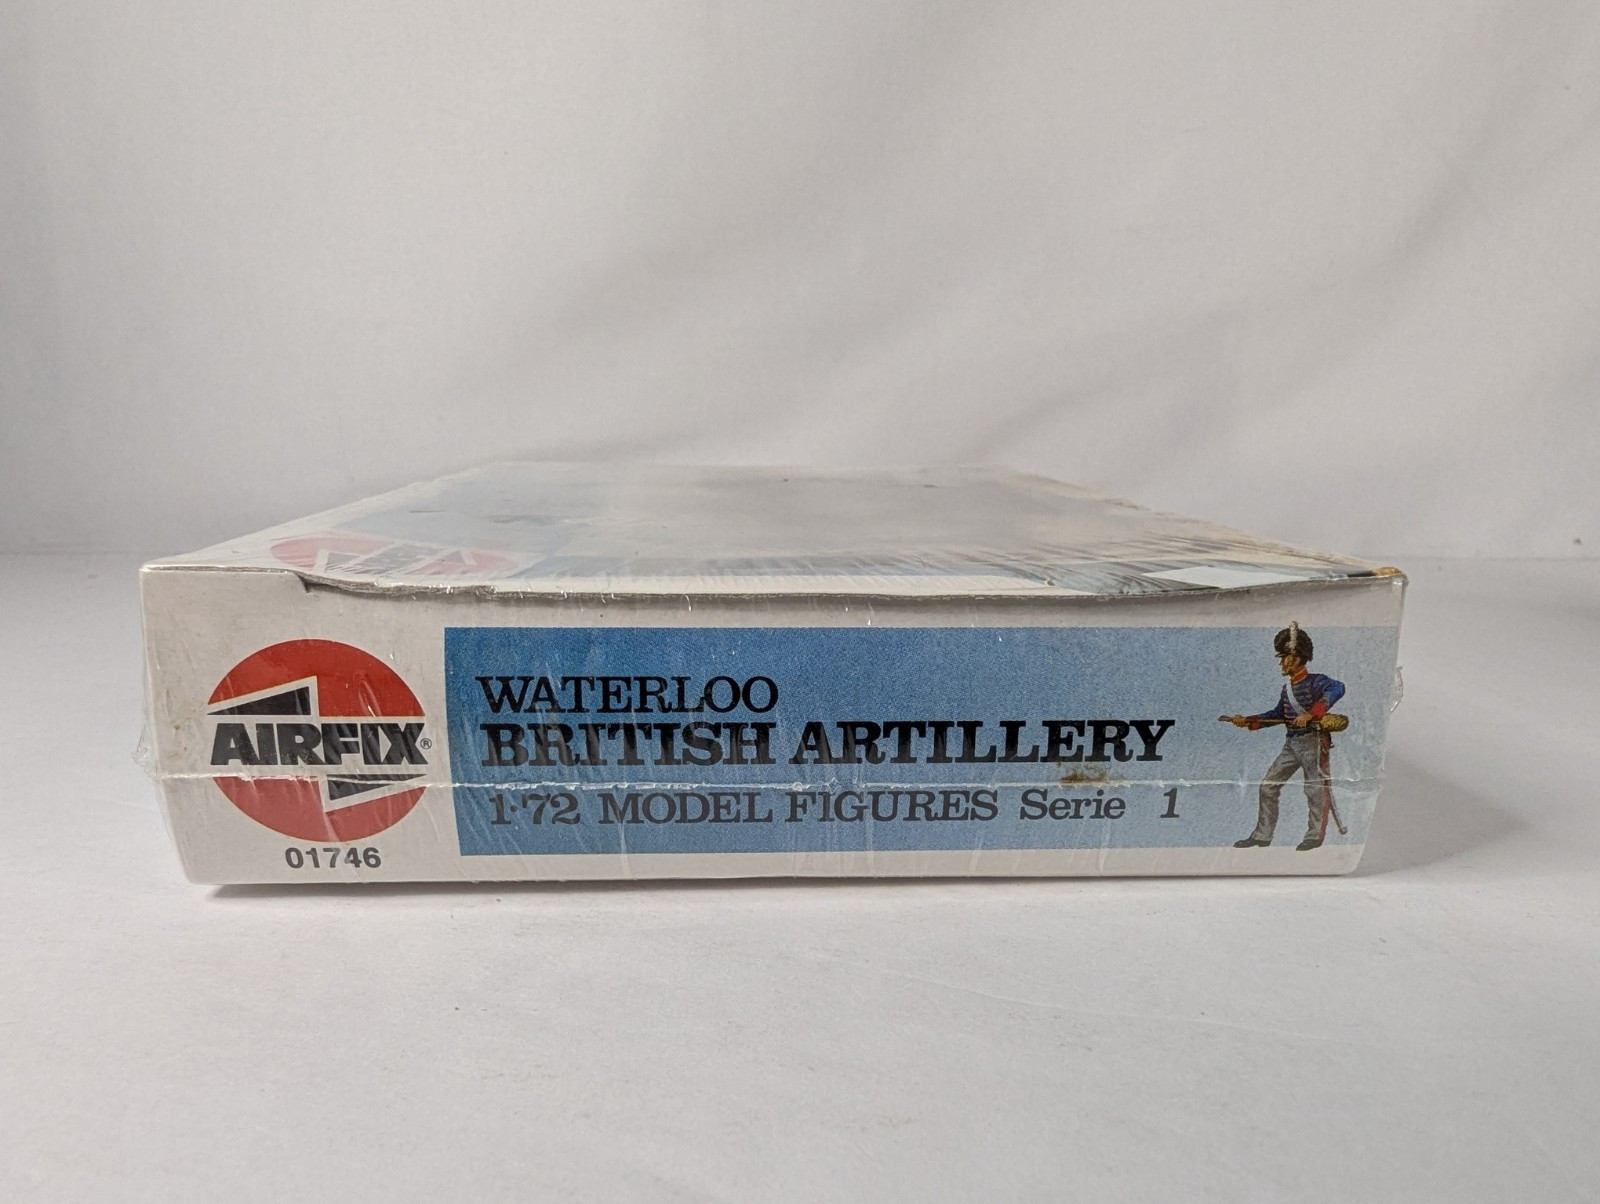 WATERLOO
BRITISH ARTILLERY
1·72 MODEL FIGURES Serie 1
AIRFIX®
01746